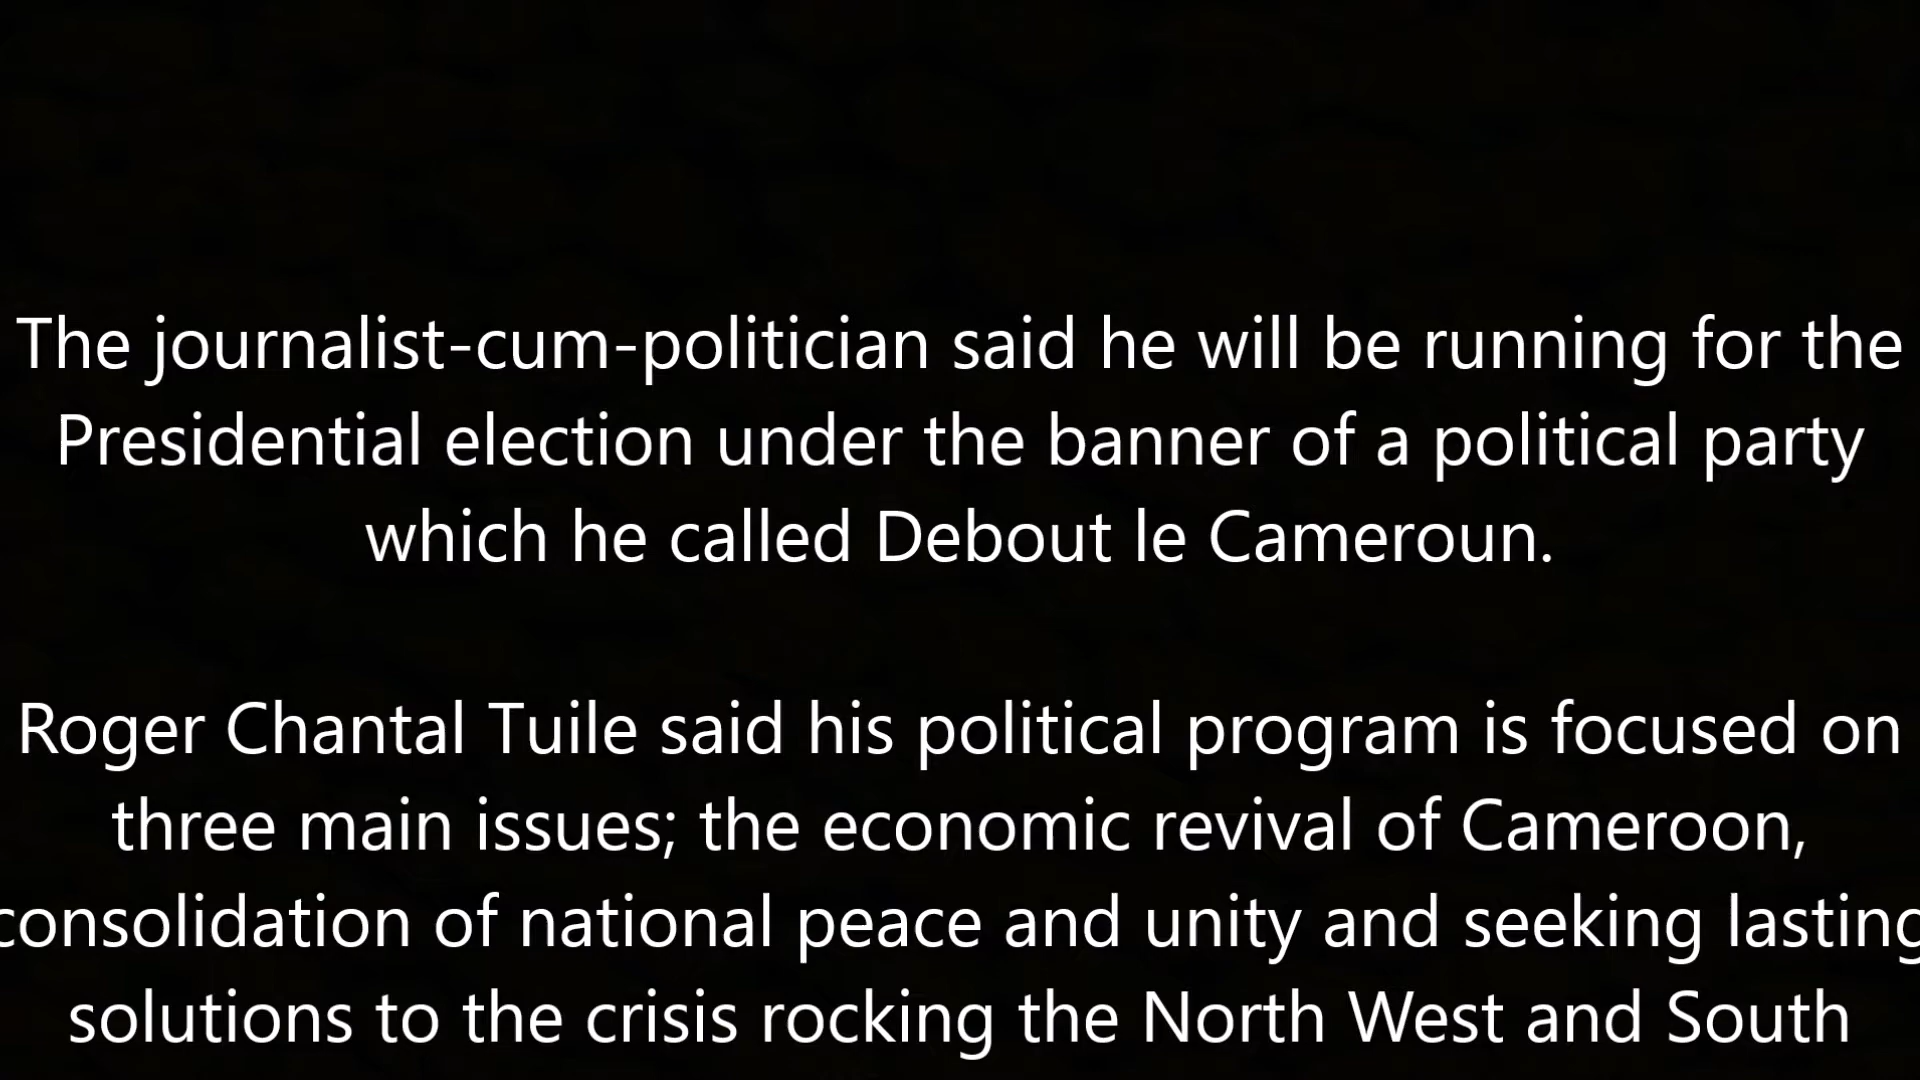 The journalist-cum-politician said he will be running for the
Presidential election under the banner of a political party
which he called Debout le Cameroun.
Roger Chantal Tuile said his political program is focused on
three main issues; the economic revival of Cameroon,
consolidation of national peace and unity and seeking lasting
solutions to the crisis rocking the North West and South